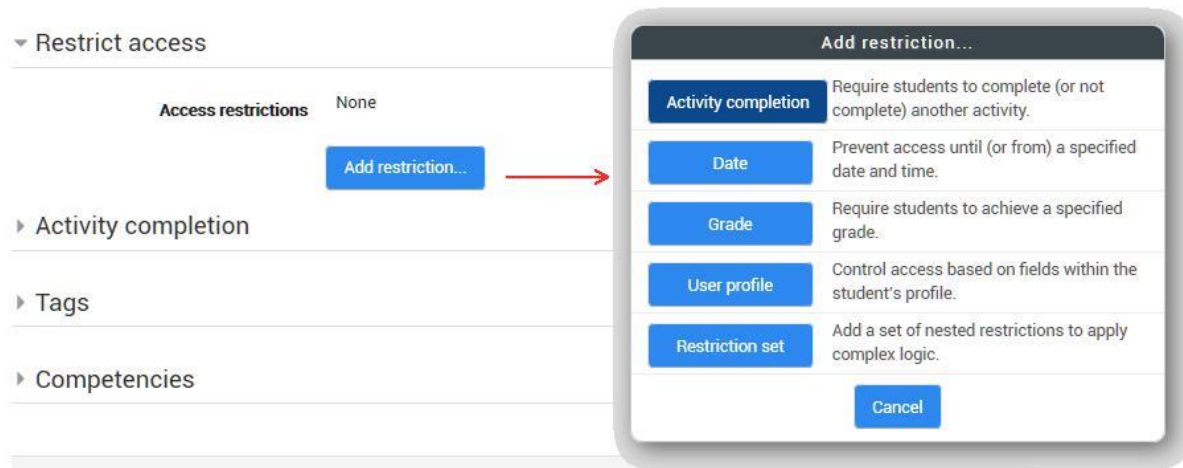 Restrict access
Access restrictions None
Add restriction...
Activity completion
Tags
Competencies
Add restriction...
Activity completion
Require students to complete (or not
complete) another activity.
Date
Prevent access until (or from) a specified
date and time.
Grade
Require students to achieve a specified
grade.
User profile
Control access based on fields within the
student's profile.
Restriction set
Add a set of nested restrictions to apply
complex logic.
Cancel